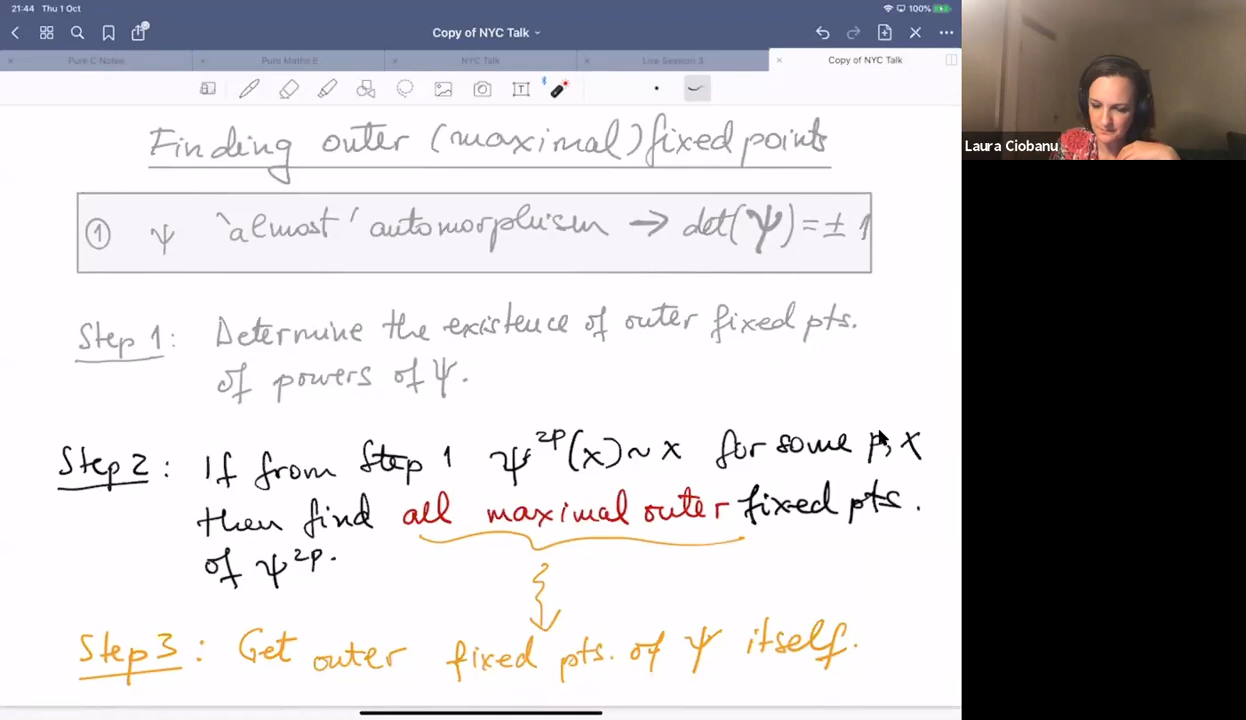 21:44 Thu 1 Oct
100%
Copy of NYC Talk
Pure C Notes
Pure Maths B
NYC Talk
Live Session 3
Copy of NYC Talk
Laura Ciobanu
Finding outer (maximal) fixed points
① Ψ `almost' automorphism → det(Ψ) = ± 1
Step 1: Determine the existence of outer fixed pts.
of powers of Ψ.
Step 2: If from Step 1 Ψ^2p(x) ~ x for some p, x
then find all maximal outer fixed pts.
of Ψ^2p.
Step 3: Get outer fixed pts. of Ψ itself.